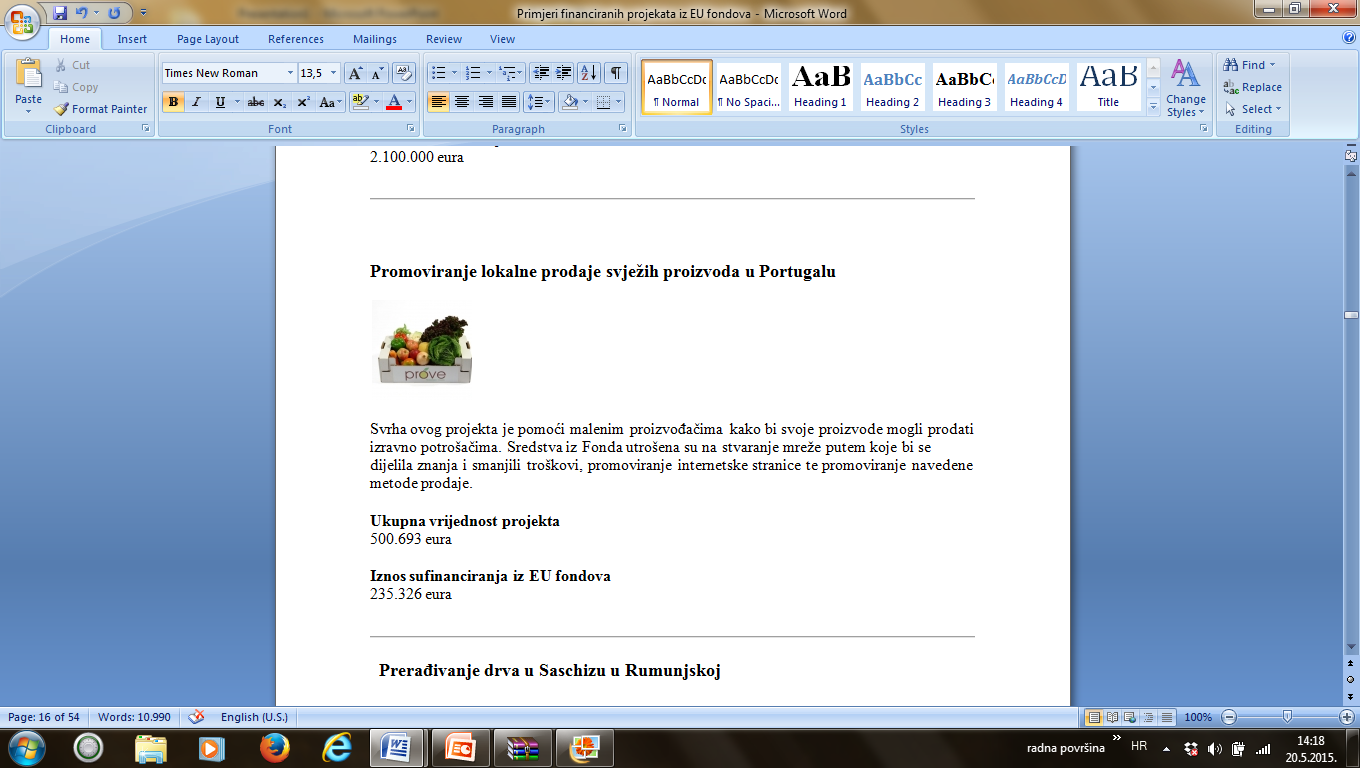 Primjeri financiranih projekata iz EU fondova - Microsoft Word
Home Insert Page Layout References Mailings Review View
Paste
Cut
Copy
Format Painter
Clipboard
Times New Roman 13,5
B I U abc x₂ x² Aa ab A
Font
Paragraph
AaBbCcDc AaBbCcDc AaB AaBbCc AaBbC AaBbCcD AaB
¶ Normal ¶ No Spaci... Heading 1 Heading 2 Heading 3 Heading 4 Title
Change Styles
Styles
Find
Replace
Select
Editing
2.100.000 eura
Promoviranje lokalne prodaje svježih proizvoda u Portugalu
prove
Svrha ovog projekta je pomoći malenim proizvođačima kako bi svoje proizvode mogli prodati
izravno potrošačima. Sredstva iz Fonda utrošena su na stvaranje mreže putem koje bi se
dijelila znanja i smanjili troškovi, promoviranje internetske stranice te promoviranje navedene
metode prodaje.
Ukupna vrijednost projekta
500.693 eura
Iznos sufinanciranja iz EU fondova
235.326 eura
Prerađivanje drva u Saschizu u Rumunjskoj
Page: 16 of 54 Words: 10.990 English (U.S.) 100%
radna površina HR 14:18
20.5.2015.